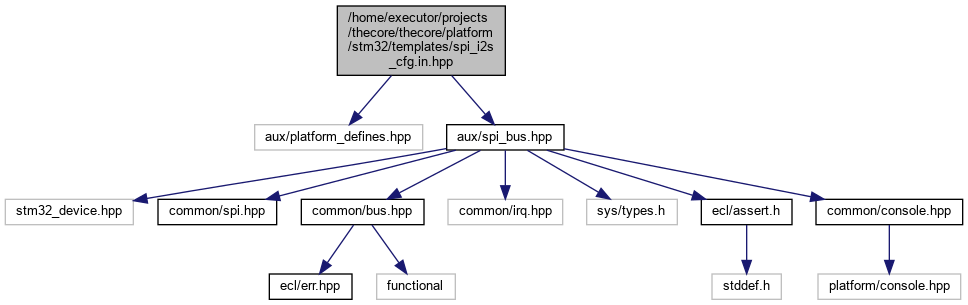 /home/executor/projects
/thecore/thecore/platform
/stm32/templates/spi_i2s
_cfg.in.hpp
aux/platform_defines.hpp
aux/spi_bus.hpp
stm32_device.hpp
common/spi.hpp
common/bus.hpp
common/irq.hpp
sys/types.h
ecl/assert.h
common/console.hpp
ecl/err.hpp
functional
stddef.h
platform/console.hpp